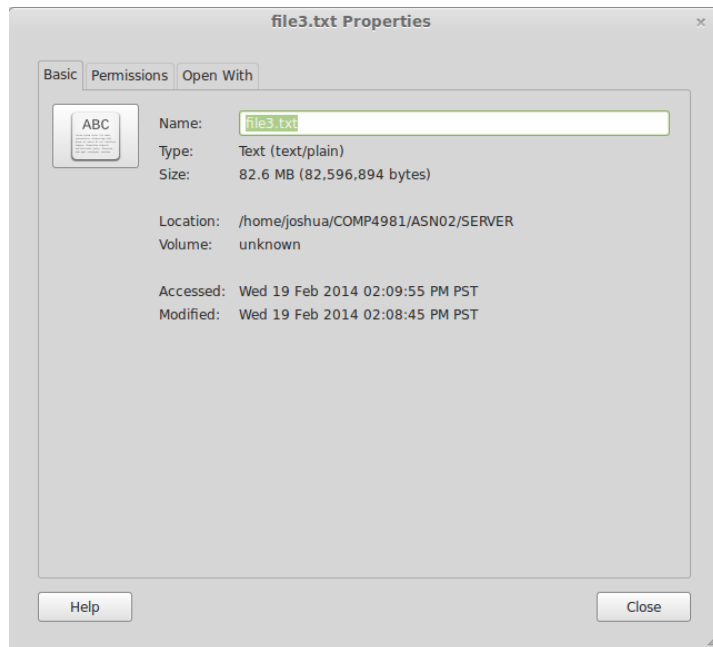 file3.txt Properties
Basic Permissions Open With
ABC
Name: file3.txt
Type: Text (text/plain)
Size: 82.6 MB (82,596,894 bytes)
Location: /home/joshua/COMP4981/ASN02/SERVER
Volume: unknown
Accessed: Wed 19 Feb 2014 02:09:55 PM PST
Modified: Wed 19 Feb 2014 02:08:45 PM PST
Help Close